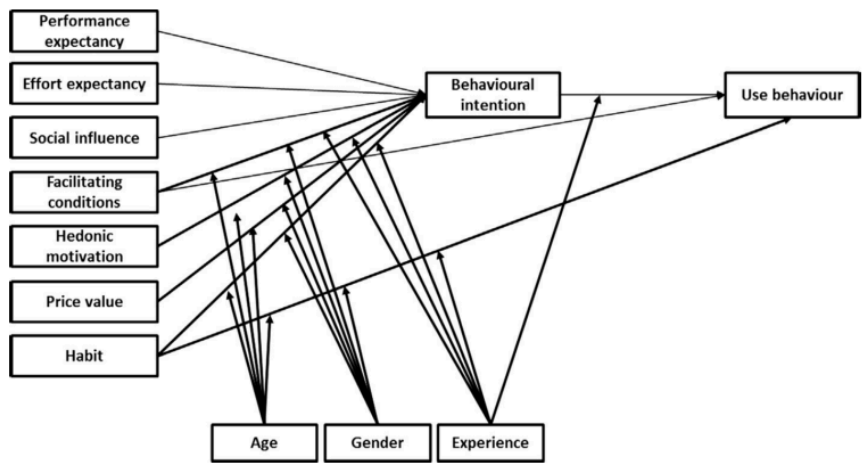 Performance
expectancy
Effort expectancy
Social influence
Facilitating
conditions
Hedonic
motivation
Price value
Habit
Behavioural
intention
Use behaviour
Age
Gender
Experience